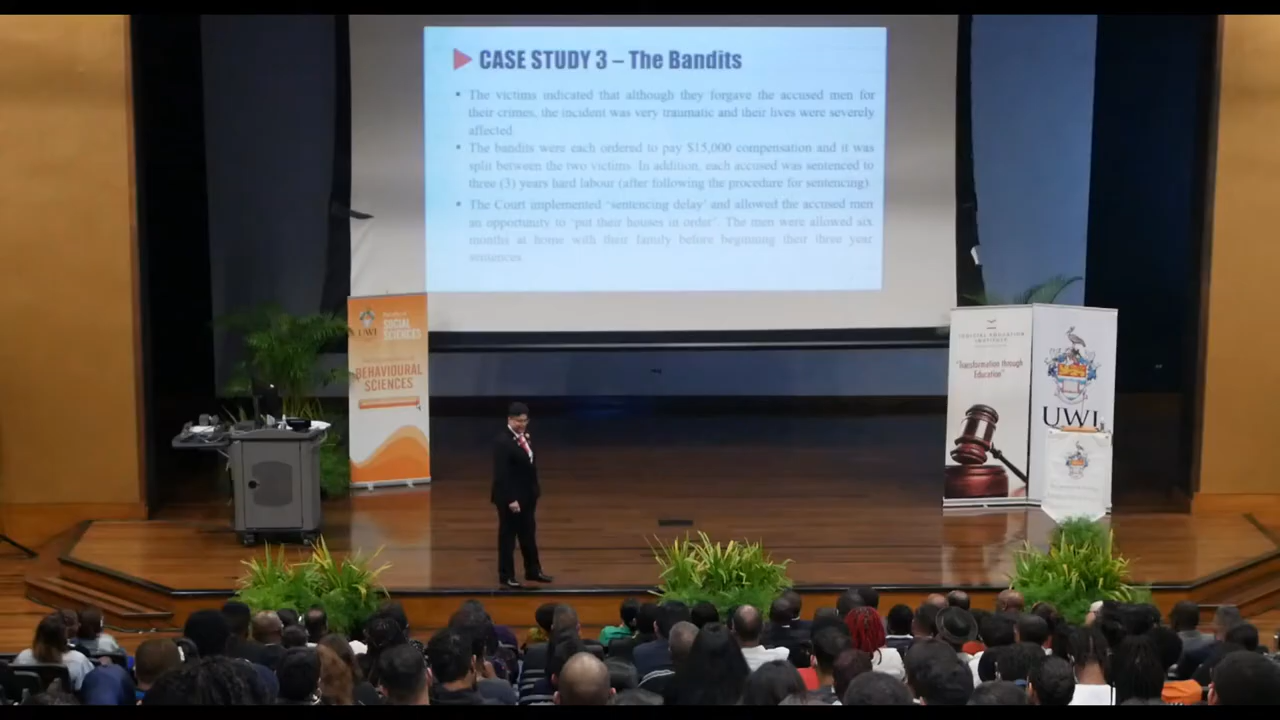 CASE STUDY 3 – The Bandits
• The victims indicated that although they forgave the accused men for
their crimes, the incident was very traumatic and their lives were severely
affected.
• The bandits were each ordered to pay $15,000 compensation and it was
split between the two victims. In addition, each accused was sentenced to
three (3) years hard labour (after following the procedure for sentencing).
• The Court implemented ‘sentencing delay’ and allowed the accused men
an opportunity to ‘put their houses in order’. The men were allowed six
months at home with their family before beginning their three year
sentences.
UWI
SOCIAL
SCIENCES
BEHAVIOURAL
SCIENCES
JUDICIAL EDUCATION
INSTITUTE
"Transformation through
Education"
UWI